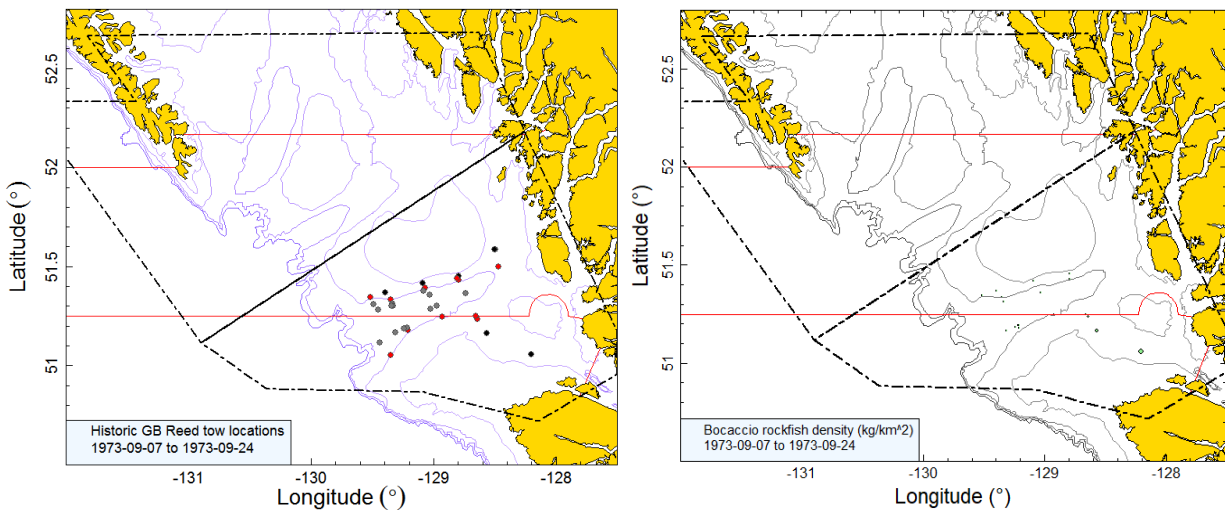 52.5
52
51.5
51
Latitude (°)
Historic GB Reed tow locations
1973-09-07 to 1973-09-24
-131
-130
-129
-128
Longitude (°)
52.5
52
51.5
51
Latitude (°)
Bocaccio rockfish density (kg/km^2)
1973-09-07 to 1973-09-24
-131
-130
-129
-128
Longitude (°)